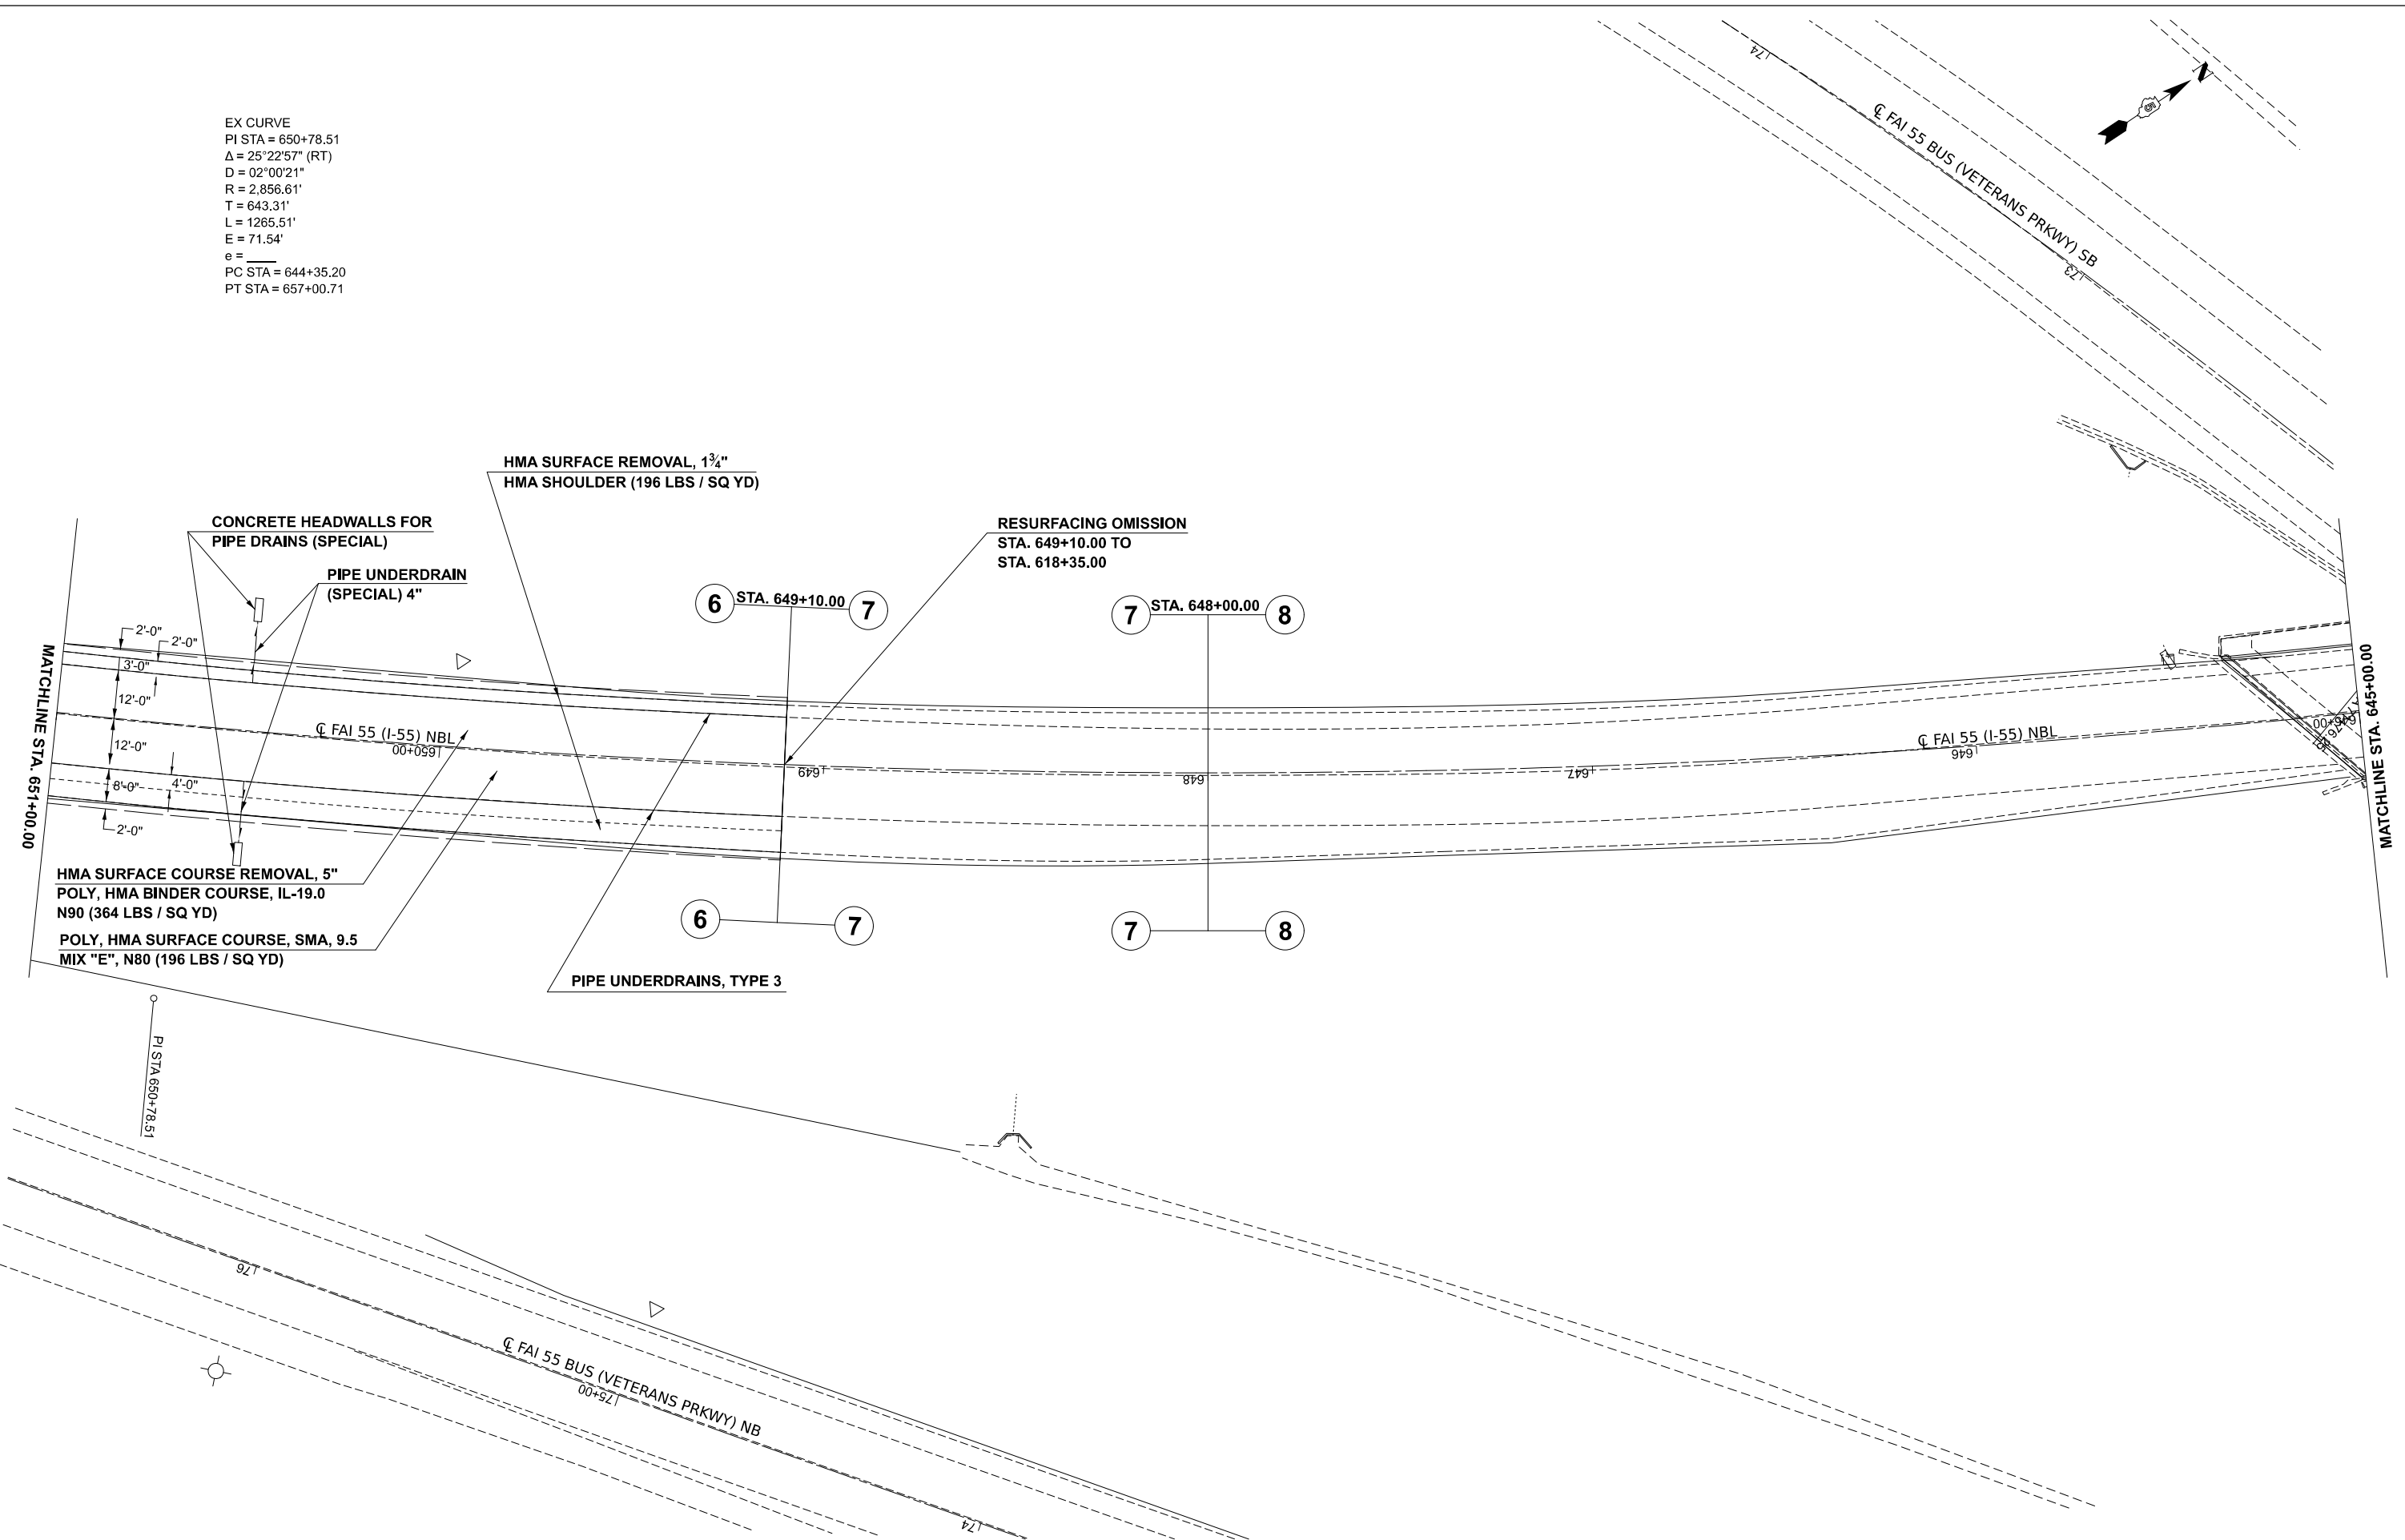 EX CURVE
PI STA = 650+78.51
Δ = 25°22'57" (RT)
D = 02°00'21"
R = 2,856.61'
T = 643.31'
L = 1265.51'
E = 71.54'
e = ____
PC STA = 644+35.20
PT STA = 657+00.71
74
N
55
℄ FAI 55 BUS (VETERANS PRKWY) SB
73
HMA SURFACE REMOVAL, 1¾"
HMA SHOULDER (196 LBS / SQ YD)
CONCRETE HEADWALLS FOR
PIPE DRAINS (SPECIAL)
PIPE UNDERDRAIN
(SPECIAL) 4"
RESURFACING OMISSION
STA. 649+10.00 TO
STA. 618+35.00
6 STA. 649+10.00 7
7 STA. 648+00.00 8
MATCHLINE STA. 651+00.00
2'-0"
2'-0"
3'-0"
12'-0"
12'-0"
8'-0"
4'-0"
2'-0"
℄ FAI 55 (I-55) NBL
650+00
649
648
647
646
℄ FAI 55 (I-55) NBL
MATCHLINE STA. 645+00.00
HMA SURFACE COURSE REMOVAL, 5"
POLY, HMA BINDER COURSE, IL-19.0
N90 (364 LBS / SQ YD)
POLY, HMA SURFACE COURSE, SMA, 9.5
MIX "E", N80 (196 LBS / SQ YD)
6 7
7 8
PIPE UNDERDRAINS, TYPE 3
PI STA 650+78.51
76
℄ FAI 55 BUS (VETERANS PRKWY) NB
75+00
74